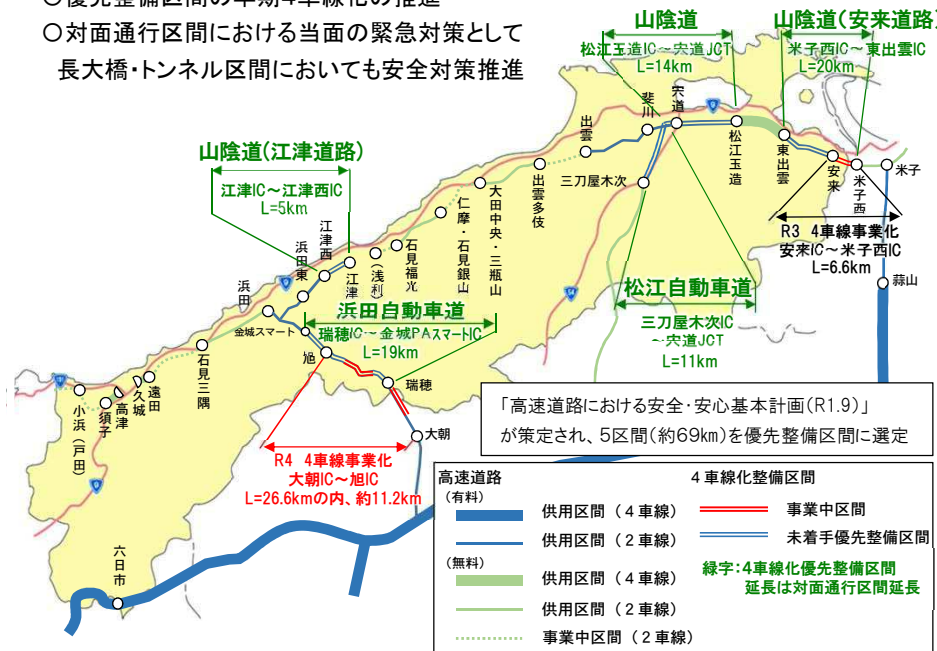 ○優先整備区間の早期4車線化の推進
○対面通行区間における当面の緊急対策として
長大橋・トンネル区間においても安全対策推進
山陰道
松江玉造IC~宍道JCT
L=14km
山陰道(安来道路)
米子西IC~東出雲IC
L=20km
山陰道(江津道路)
江津IC~江津西IC
L=5km
斐川
宍道
出雲
松江玉造
東出雲
安来
米子西
米子
三刀屋木次
出雲多伎
大田中央・三瓶山
仁摩・石見銀山
石見福光
(浅利)
江津
江津西
浜田東
浜田
R3 4車線事業化
安来IC~米子西IC
L=6.6km
蒜山
松江自動車道
三刀屋木次IC
~宍道JCT
L=11km
浜田自動車道
瑞穂IC~金城PAスマートIC
L=19km
金城スマート
旭
瑞穂
大朝
石見三隅
遠田
久城
高津
須子
小浜(戸田)
六日市
9
9
9
54
R4 4車線事業化
大朝IC~旭IC
L=26.6kmの内、約11.2km
「高速道路における安全・安心基本計画(R1.9)」
が策定され、5区間(約69km)を優先整備区間に選定
高速道路
(有料)
供用区間(4車線)
供用区間(2車線)
(無料)
供用区間(4車線)
供用区間(2車線)
事業中区間(2車線)
4車線化整備区間
事業中区間
未着手優先整備区間
緑字:4車線化優先整備区間
延長は対面通行区間延長